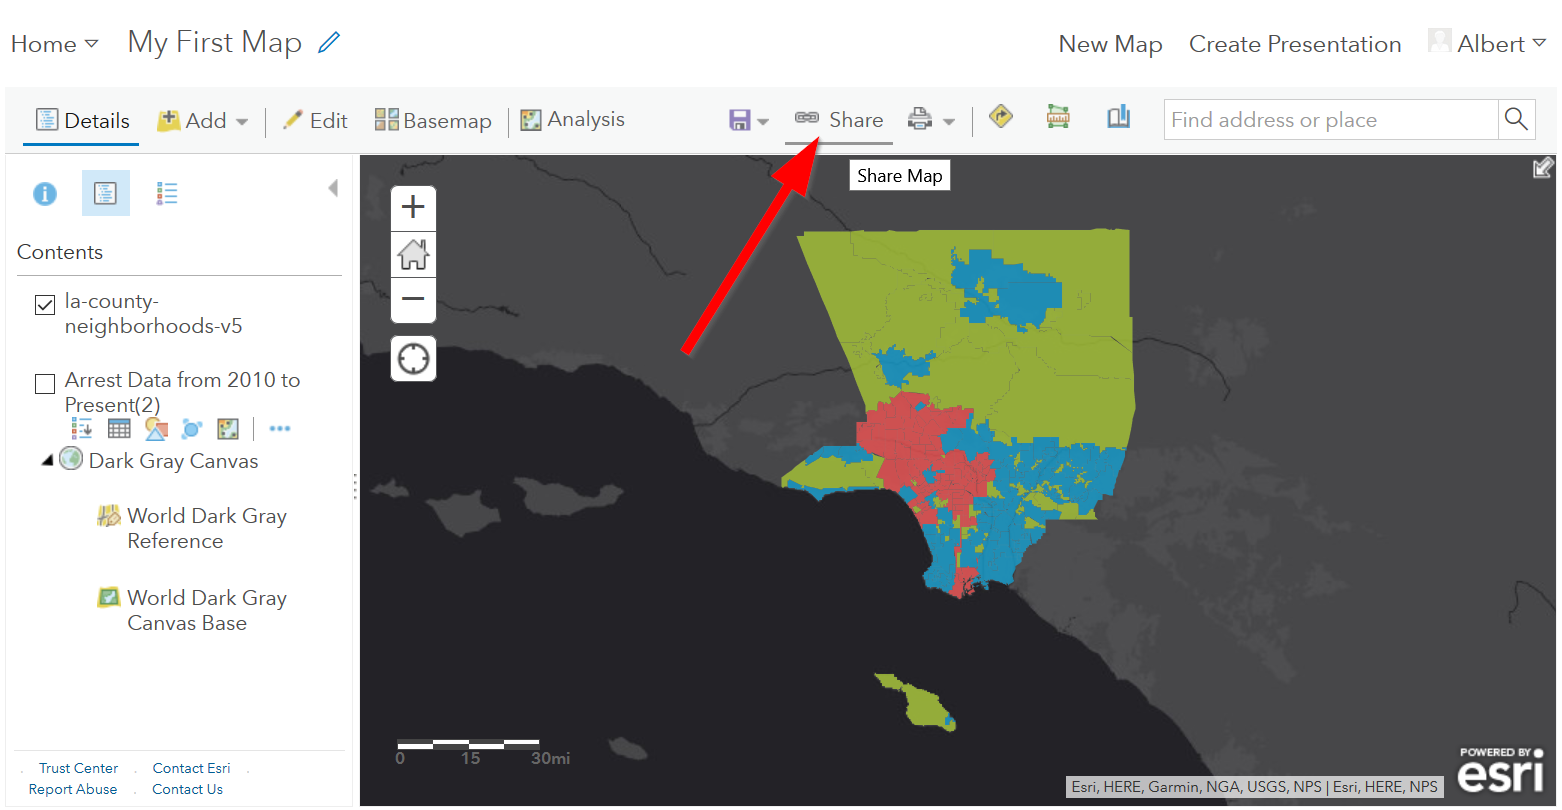 Home My First Map New Map Create Presentation Albert
Details Add Edit Basemap Analysis Share Find address or place
Share Map
Contents
la-county-
neighborhoods-v5
Arrest Data from 2010 to
Present(2)
Dark Gray Canvas
World Dark Gray
Reference
World Dark Gray
Canvas Base
Trust Center Contact Esri
Report Abuse Contact Us
0 15 30mi
Esri, HERE, Garmin, NGA, USGS, NPS | Esri, HERE, NPS
POWERED BY
esri